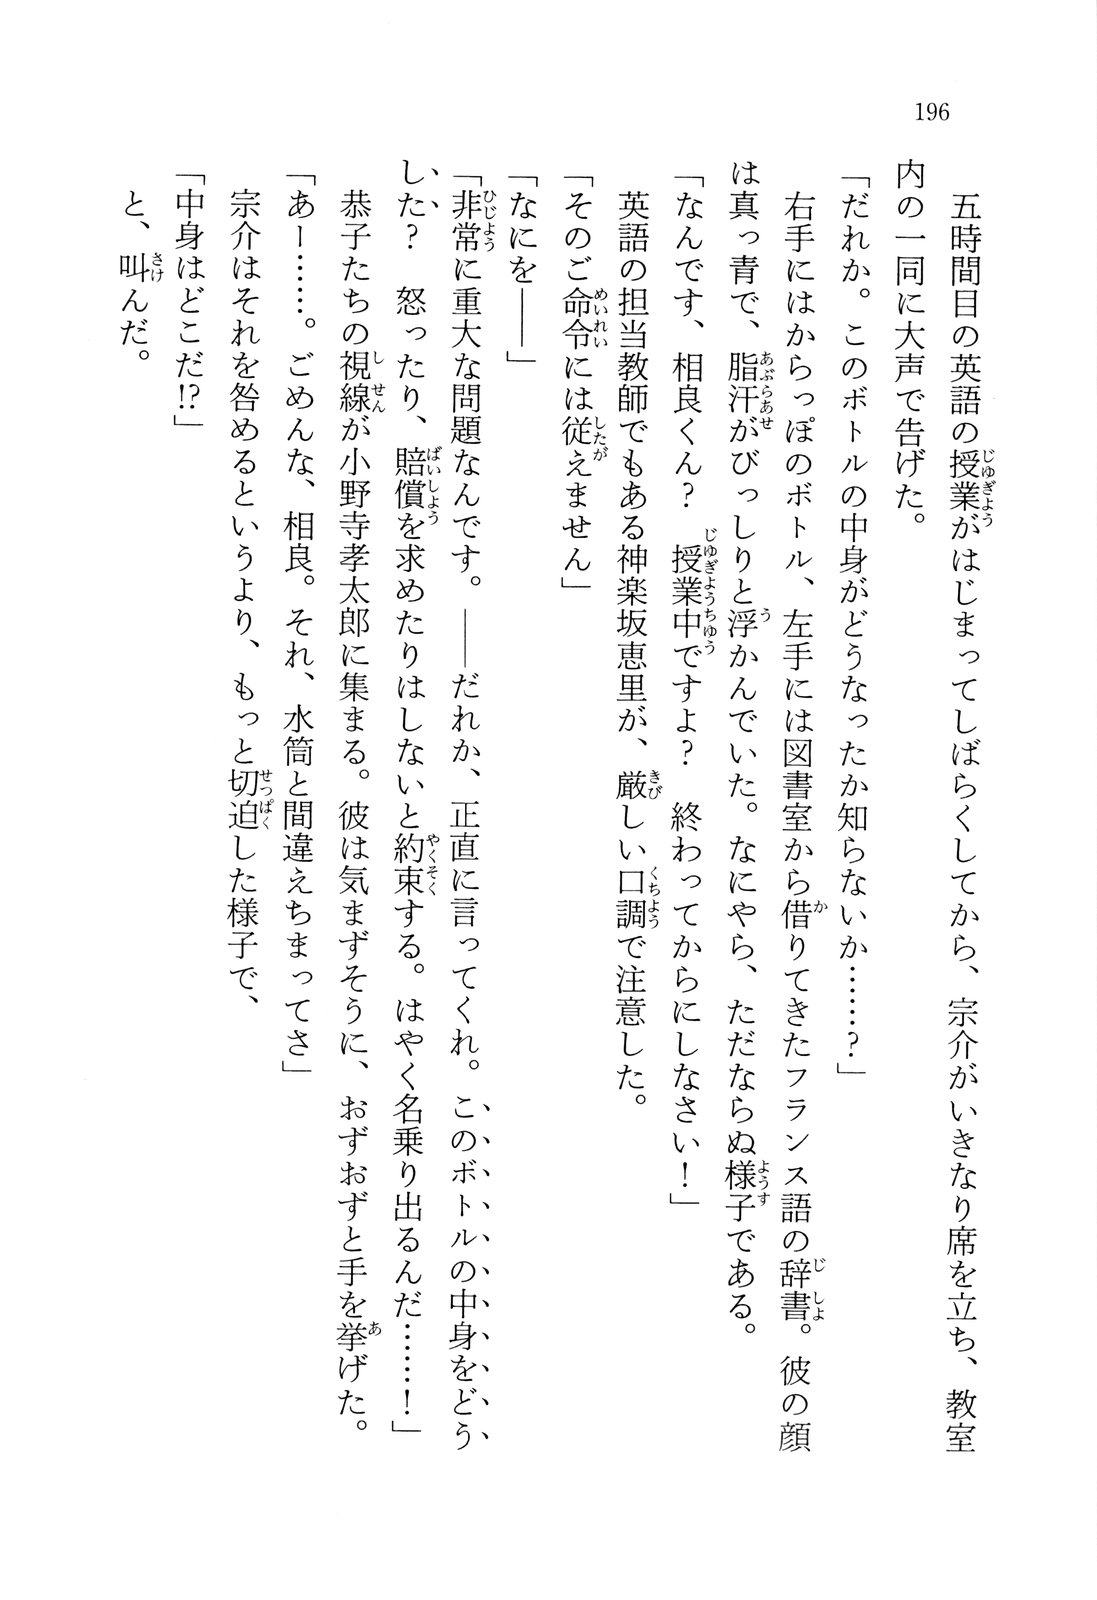 196
五時間目の英語の授業がはじまってしばらくしてから、宗介がいきなり席を立ち、教室
内の一同に大声で告げた。
「だれか。このボトルの中身がどうなったか知らないか……?」
右手にはからっぽのボトル、左手には図書室から借りてきたフランス語の辞書。彼の顔
は真っ青で、脂汗がびっしりと浮かんでいた。なにやら、ただならぬ様子である。
「なんです、相良くん? 授業中ですよ? 終わってからにしなさい!」
英語の担当教師でもある神楽坂恵里が、厳しい口調で注意した。
「そのご命令には従えません」
「なにを――」
「非常に重大な問題なんです。――だれか、正直に言ってくれ。このボトルの中身をどう
した? 怒ったり、賠償を求めたりはしないと約束する。はやく名乗り出るんだ……!」
恭子たちの視線が小野寺孝太郎に集まる。彼は気まずそうに、おずおずと手を挙げた。
「あー……。ごめんな、相良。それ、水筒と間違えちまってさ」
宗介はそれを咎めるというより、もっと切迫した様子で、
「中身はどこだ!?」
と、叫んだ。